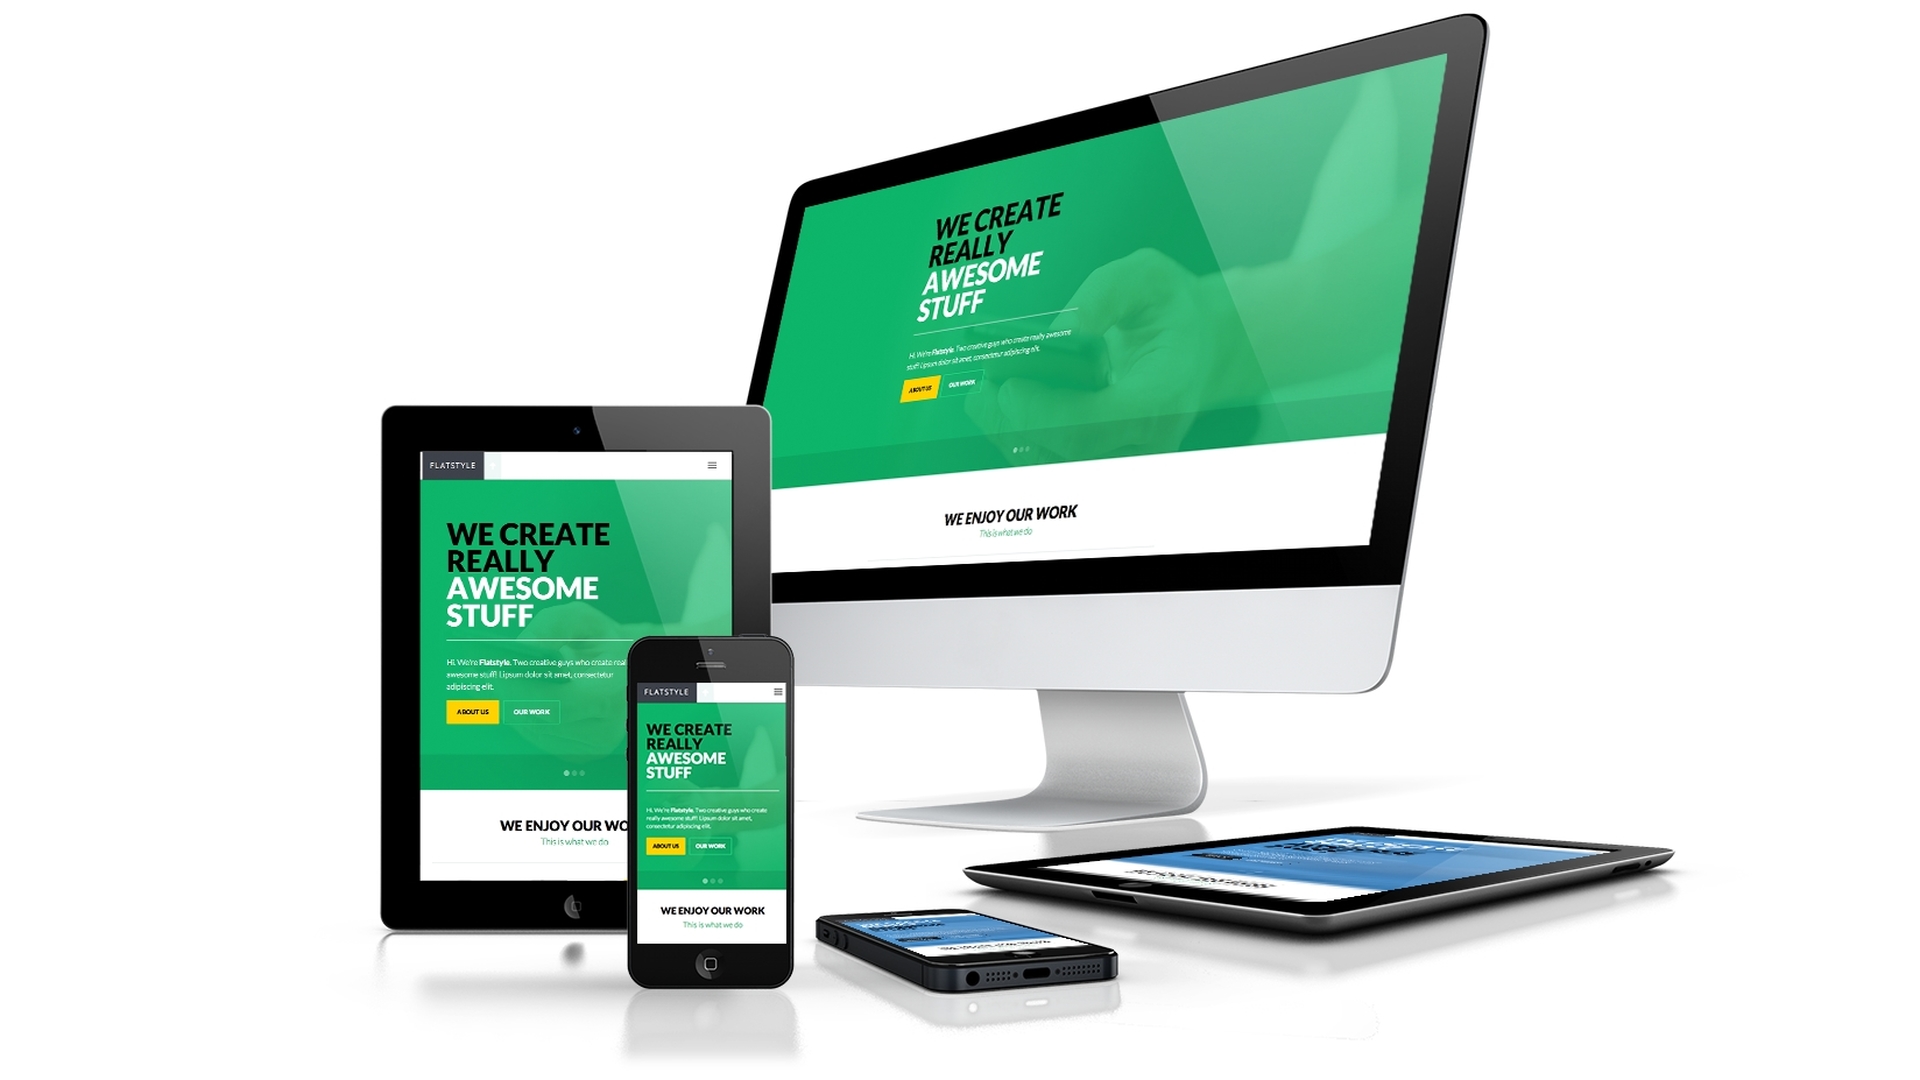 WE CREATE
REALLY
AWESOME
STUFF
Hi. We're Flatstyle. Two creative guys who create really awesome
stuff! Lipsum dolor sit amet, consectetur adipiscing elit.
ABOUT US
OUR WORK
WE ENJOY OUR WORK
This is what we do
FLATSTYLE
WE CREATE
REALLY
AWESOME
STUFF
Hi. We're Flatstyle. Two creative guys who create real
awesome stuff! Lipsum dolor sit amet, consectetur
adipiscing elit.
ABOUT US
OUR WORK
WE ENJOY OUR WO
This is what we do
FLATSTYLE
WE CREATE
REALLY
AWESOME
STUFF
Hi. We're Flatstyle. Two creative guys who create
really awesome stuff! Lipsum dolor sit amet,
consectetur adipiscing elit.
ABOUT US
OUR WORK
WE ENJOY OUR WORK
This is what we do